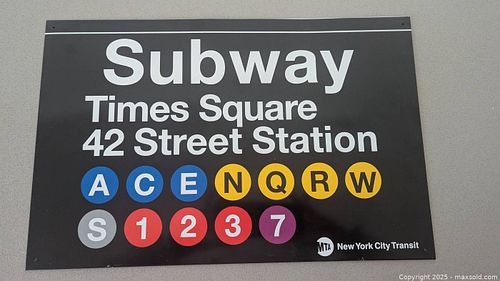 Subway
Times Square
42 Street Station
A C E N Q R W
S 1 2 3 7
MTA New York City Transit
Copyright 2025 - maxsold.com